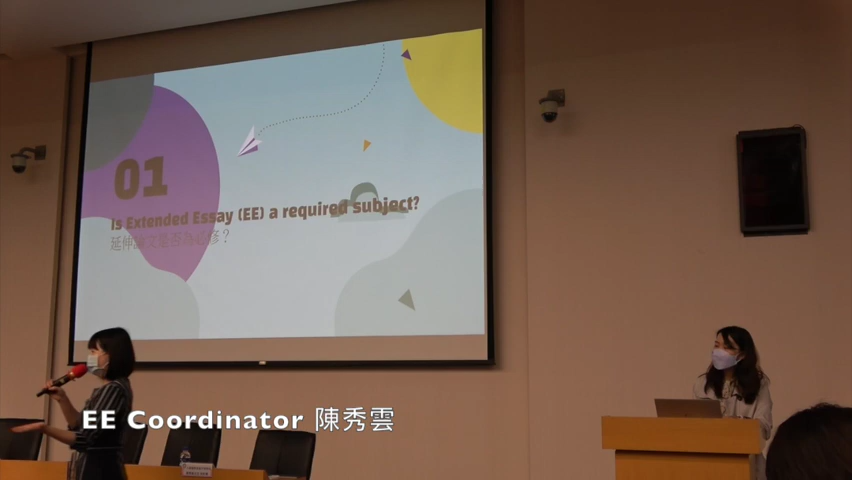 01
Is Extended Essay (EE) a required subject?
延伸論文是否為必修？
EE Coordinator 陳秀雲